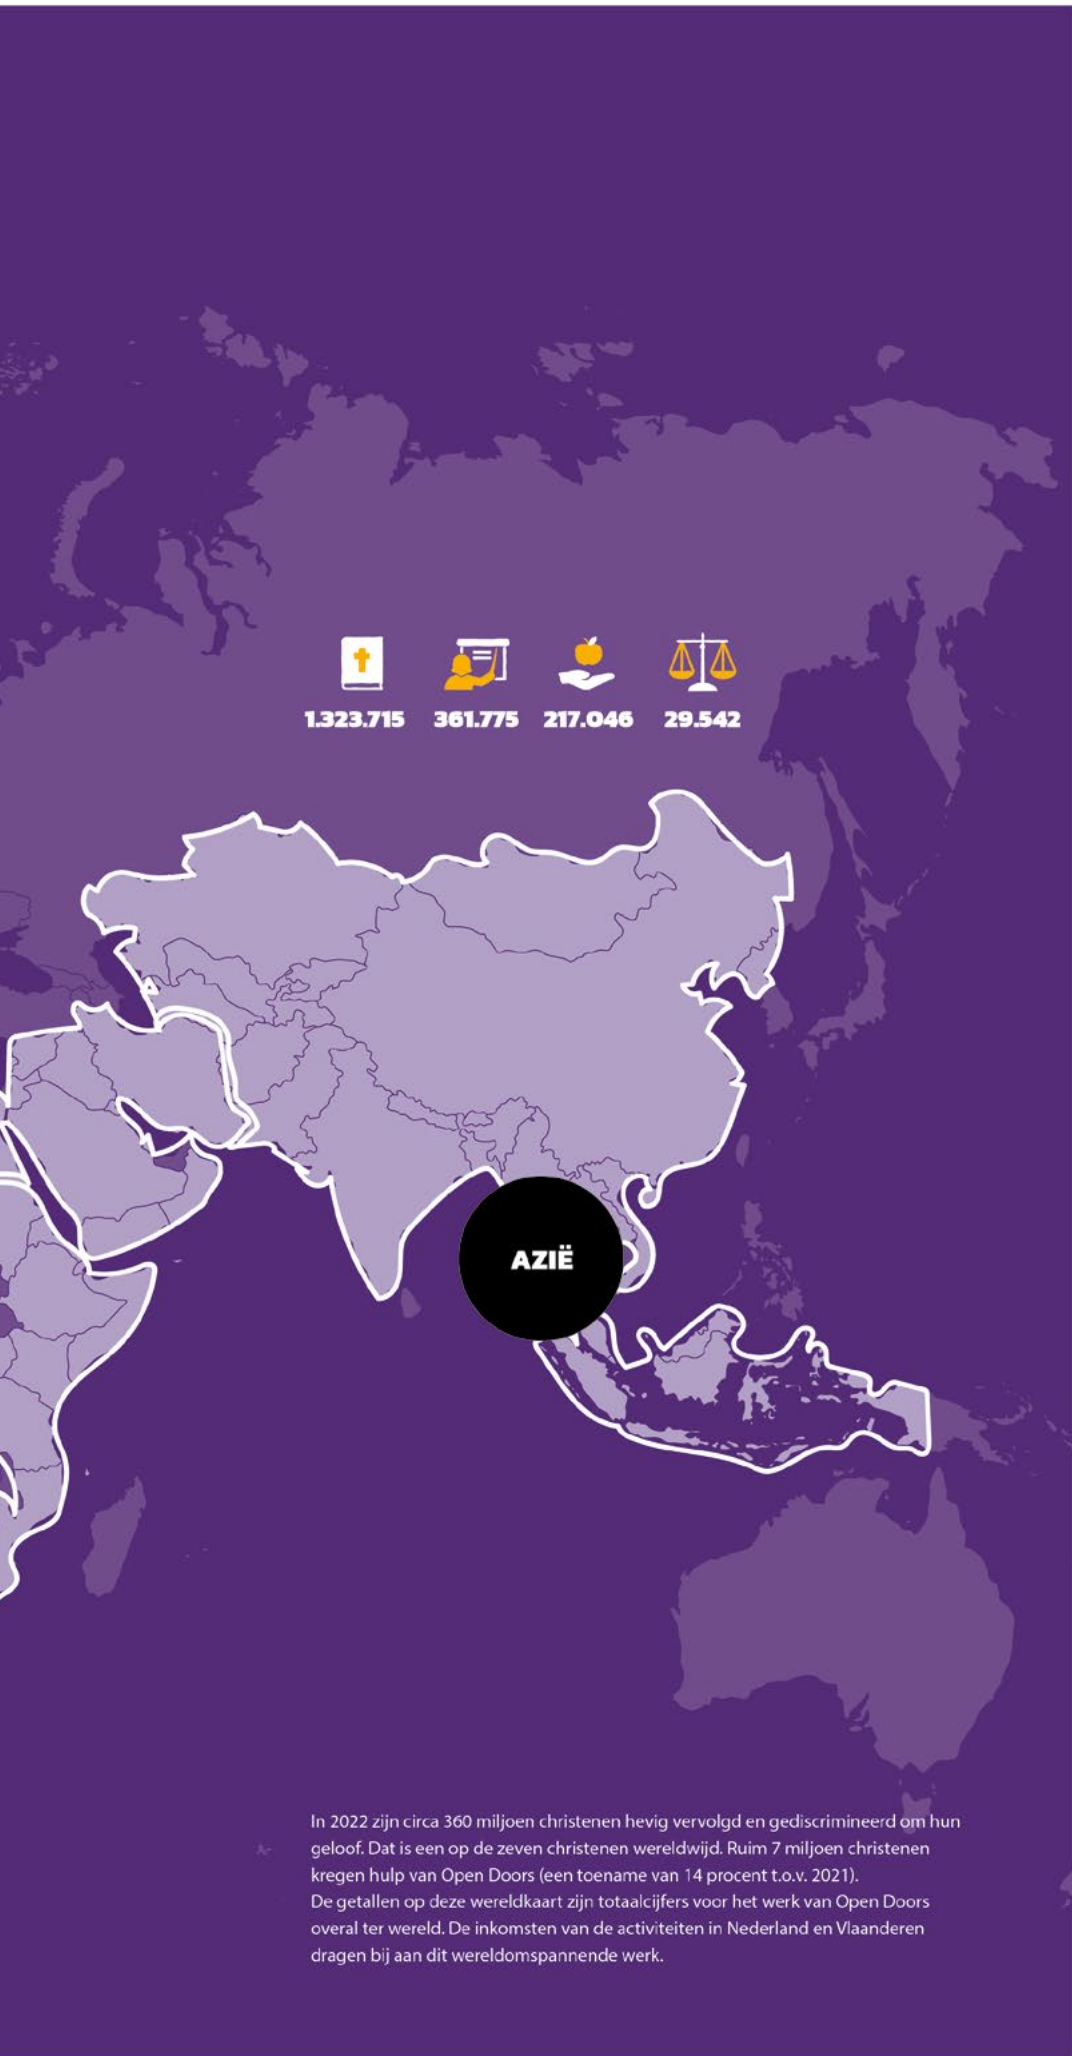 1.323.715 361.775 217.046 29.542
AZIË
In 2022 zijn circa 360 miljoen christenen hevig vervolgd en gediscrimineerd om hun
geloof. Dat is een op de zeven christenen wereldwijd. Ruim 7 miljoen christenen
kregen hulp van Open Doors (een toename van 14 procent t.o.v. 2021).
De getallen op deze wereldkaart zijn totaalcijfers voor het werk van Open Doors
overal ter wereld. De inkomsten van de activiteiten in Nederland en Vlaanderen
dragen bij aan dit wereldomspannende werk.